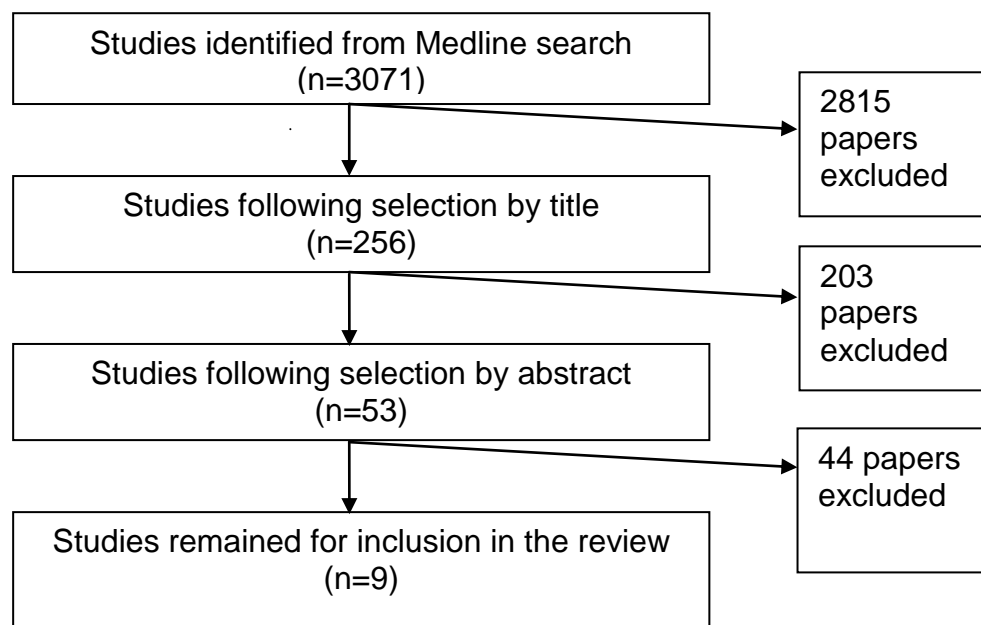 Studies identified from Medline search
(n=3071)
2815
papers
excluded
Studies following selection by title
(n=256)
203
papers
excluded
Studies following selection by abstract
(n=53)
44 papers
excluded
Studies remained for inclusion in the review
(n=9)